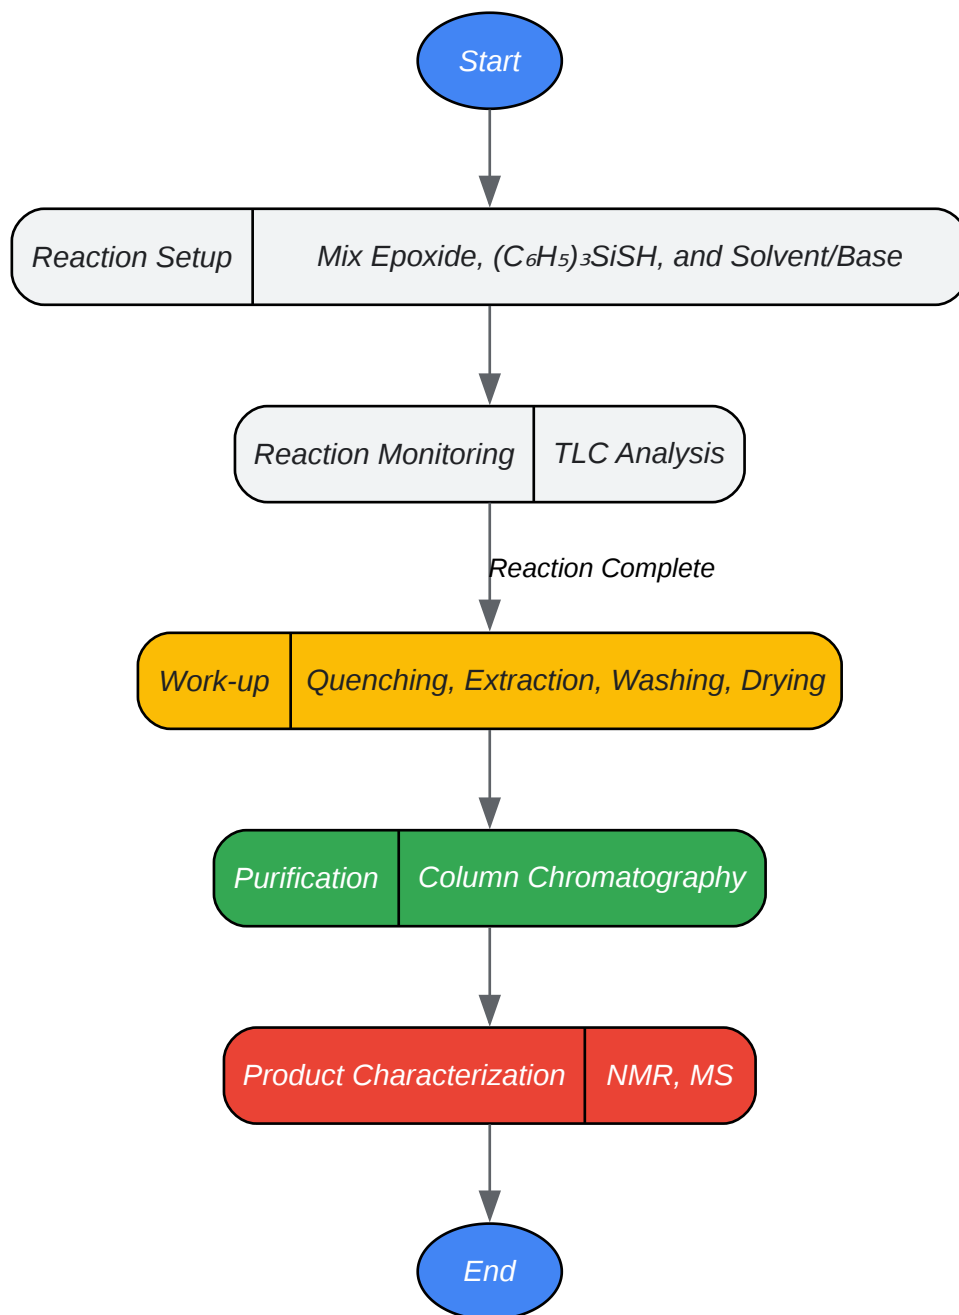 Start
Reaction Setup
Mix Epoxide, (C₆H₅)₃SiSH, and Solvent/Base
Reaction Monitoring
TLC Analysis
Reaction Complete
Work-up
Quenching, Extraction, Washing, Drying
Purification
Column Chromatography
Product Characterization
NMR, MS
End